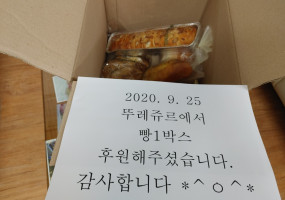 2020. 9. 25
뚜레쥬르에서
빵1박스
후원해주셨습니다.
감사합니다 *^ㅇ^*